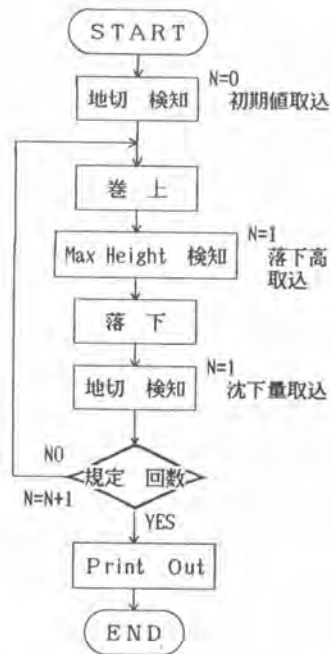 START
地切 検知
N=0
初期値取込
巻 上
Max Height 検知
N=1
落下高
取込
落 下
地切 検知
N=1
沈下量取込
規定 回数
NO
N=N+1
YES
Print Out
END